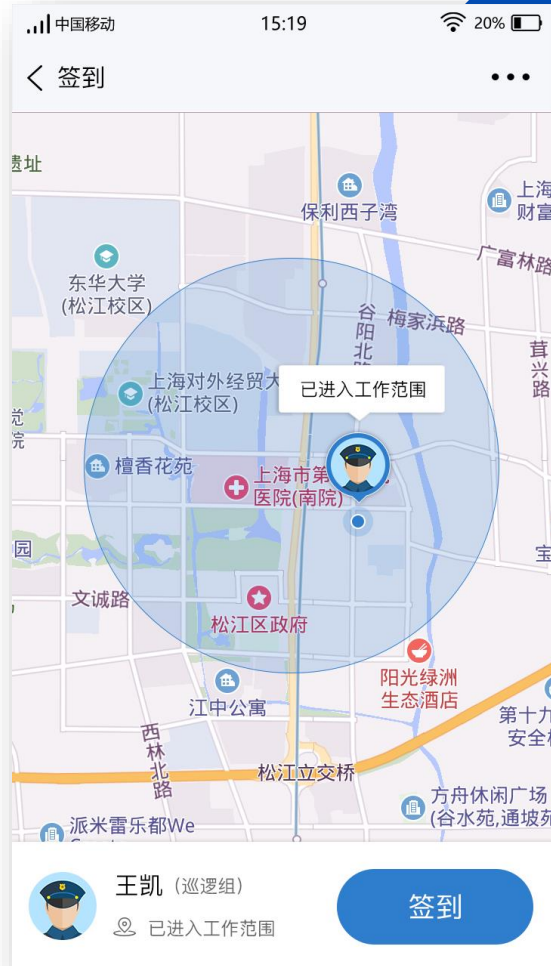 中国移动
15:19
20%
签到
遗址
保利西子湾
上海
财富
东华大学
(松江校区)
广富林路
谷阳北路
梅家浜路
茸兴路
上海对外经贸大
(松江校区)
已进入工作范围
檀香花苑
上海市第
医院(南院)
院
园
宝
文诚路
松江区政府
阳光绿洲
生态酒店
江中公寓
第十九
安全
西林北路
松江立交桥
方舟休闲广场
(谷水苑,通坡苑
派米雷乐都We
王凯 (巡逻组)
已进入工作范围
签到